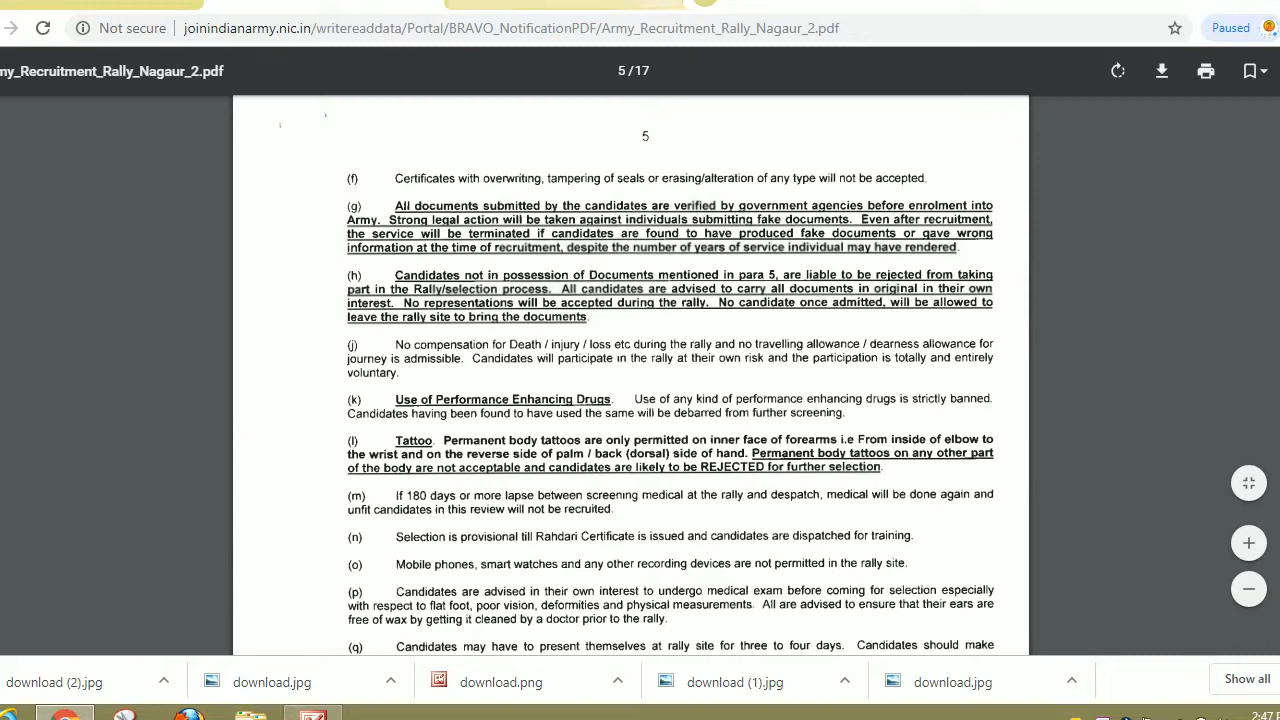 Not secure joinindianarmy.nic.in/writereaddata/Portal/BRAVO_NotificationPDF/Army_Recruitment_Rally_Nagaur_2.pdf Paused
my_Recruitment_Rally_Nagaur_2.pdf 5 / 17
5
(f) Certificates with overwriting, tampering of seals or erasing/alteration of any type will not be accepted.
(g) All documents submitted by the candidates are verified by government agencies before enrolment into
Army. Strong legal action will be taken against individuals submitting fake documents. Even after recruitment,
the service will be terminated if candidates are found to have produced fake documents or gave wrong
information at the time of recruitment, despite the number of years of service individual may have rendered.
(h) Candidates not in possession of Documents mentioned in para 5, are liable to be rejected from taking
part in the Rally/selection process. All candidates are advised to carry all documents in original in their own
interest. No representations will be accepted during the rally. No candidate once admitted, will be allowed to
leave the rally site to bring the documents.
(j) No compensation for Death / injury / loss etc during the rally and no travelling allowance / dearness allowance for
journey is admissible. Candidates will participate in the rally at their own risk and the participation is totally and entirely
voluntary.
(k) Use of Performance Enhancing Drugs. Use of any kind of performance enhancing drugs is strictly banned.
Candidates having been found to have used the same will be debarred from further screening.
(l) Tattoo. Permanent body tattoos are only permitted on inner face of forearms i.e From inside of elbow to
the wrist and on the reverse side of palm / back (dorsal) side of hand. Permanent body tattoos on any other part
of the body are not acceptable and candidates are likely to be REJECTED for further selection.
(m) If 180 days or more lapse between screening medical at the rally and despatch, medical will be done again and
unfit candidates in this review will not be recruited.
(n) Selection is provisional till Rahdari Certificate is issued and candidates are dispatched for training.
(o) Mobile phones, smart watches and any other recording devices are not permitted in the rally site.
(p) Candidates are advised in their own interest to undergo medical exam before coming for selection especially
with respect to flat foot, poor vision, deformities and physical measurements. All are advised to ensure that their ears are
free of wax by getting it cleaned by a doctor prior to the rally.
(q) Candidates may have to present themselves at rally site for three to four days. Candidates should make
download (2).jpg download.jpg download.png download (1).jpg download.jpg Show all
2:47